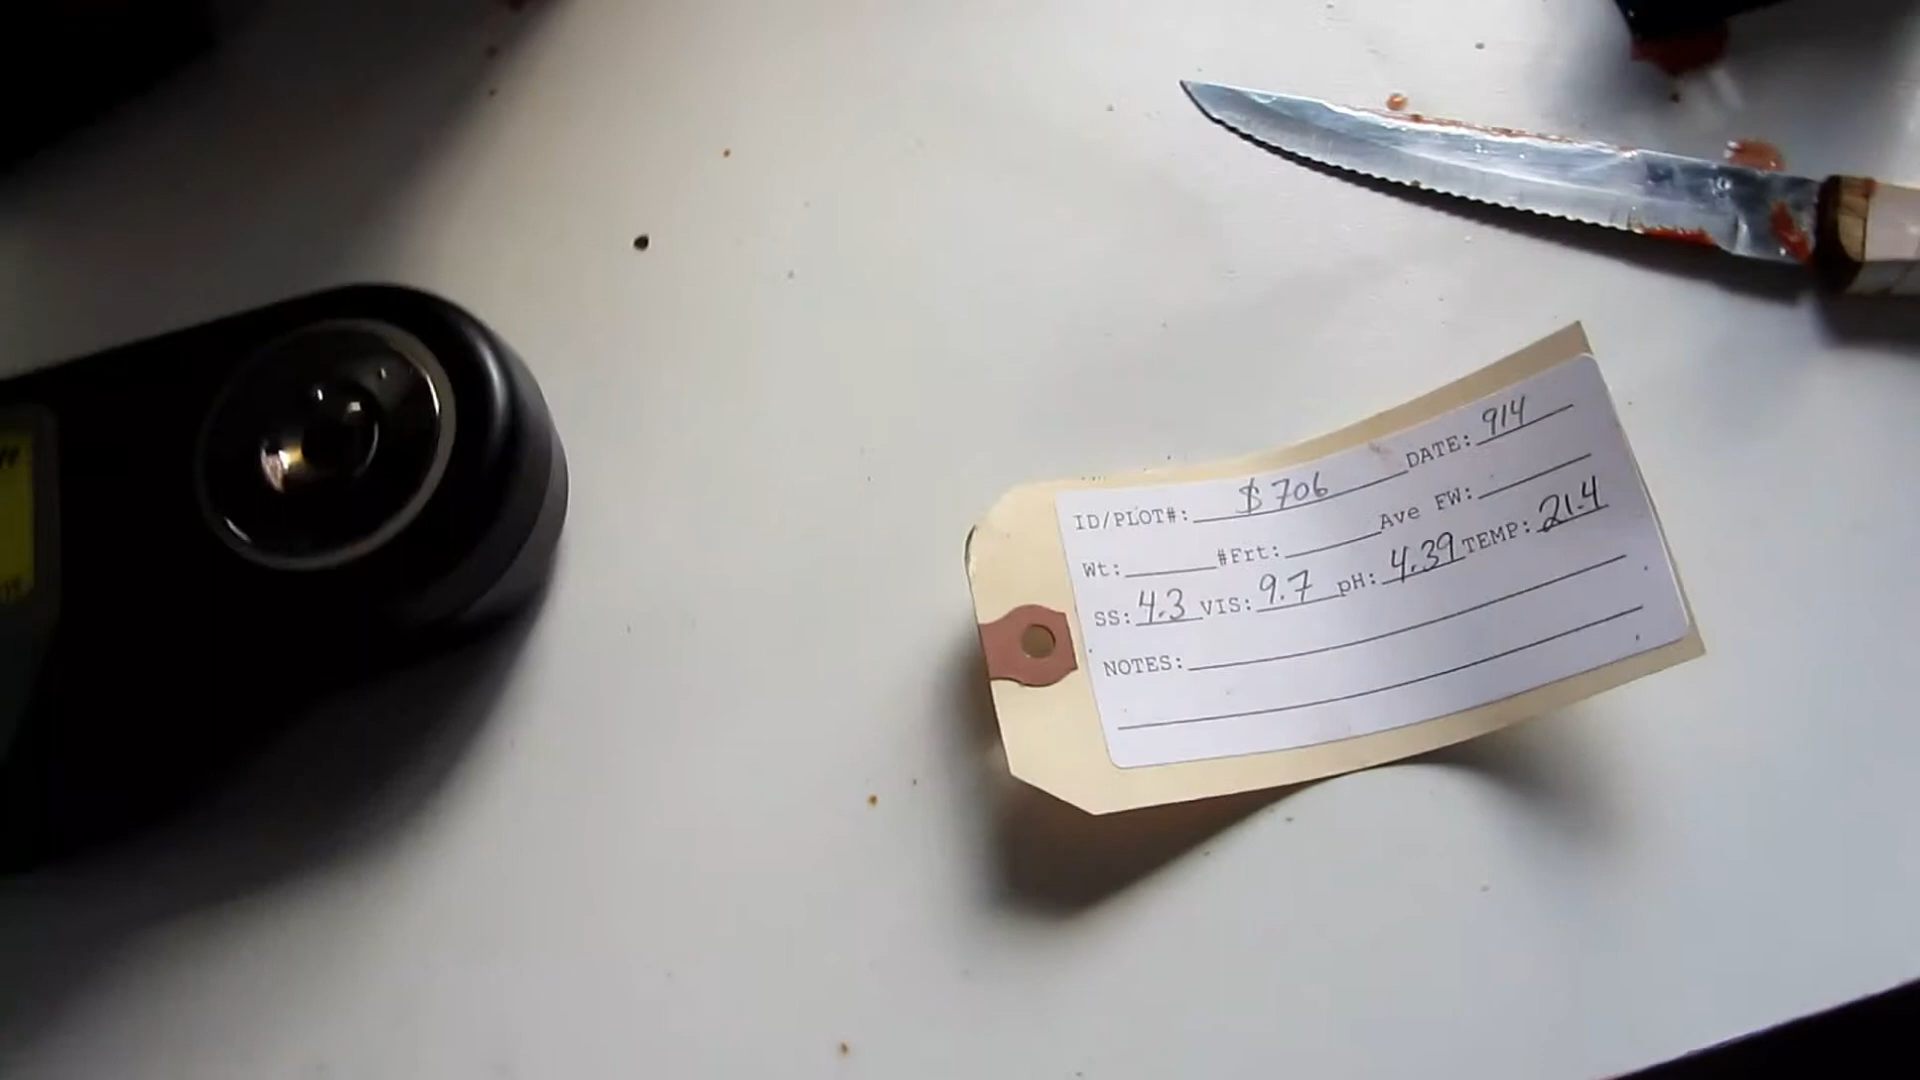 ID/PLOT#: $706 DATE: 914
Wt: #Frt: Ave FW:
SS: 4.3 VIS: 9.7 pH: 4.39 TEMP: 21.4
NOTES: